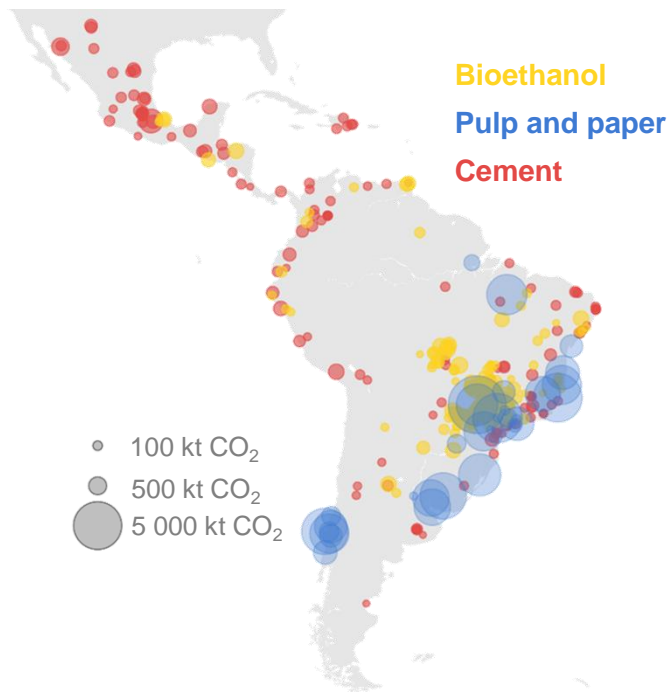 Bioethanol
Pulp and paper
Cement
100 kt CO₂
500 kt CO₂
5 000 kt CO₂